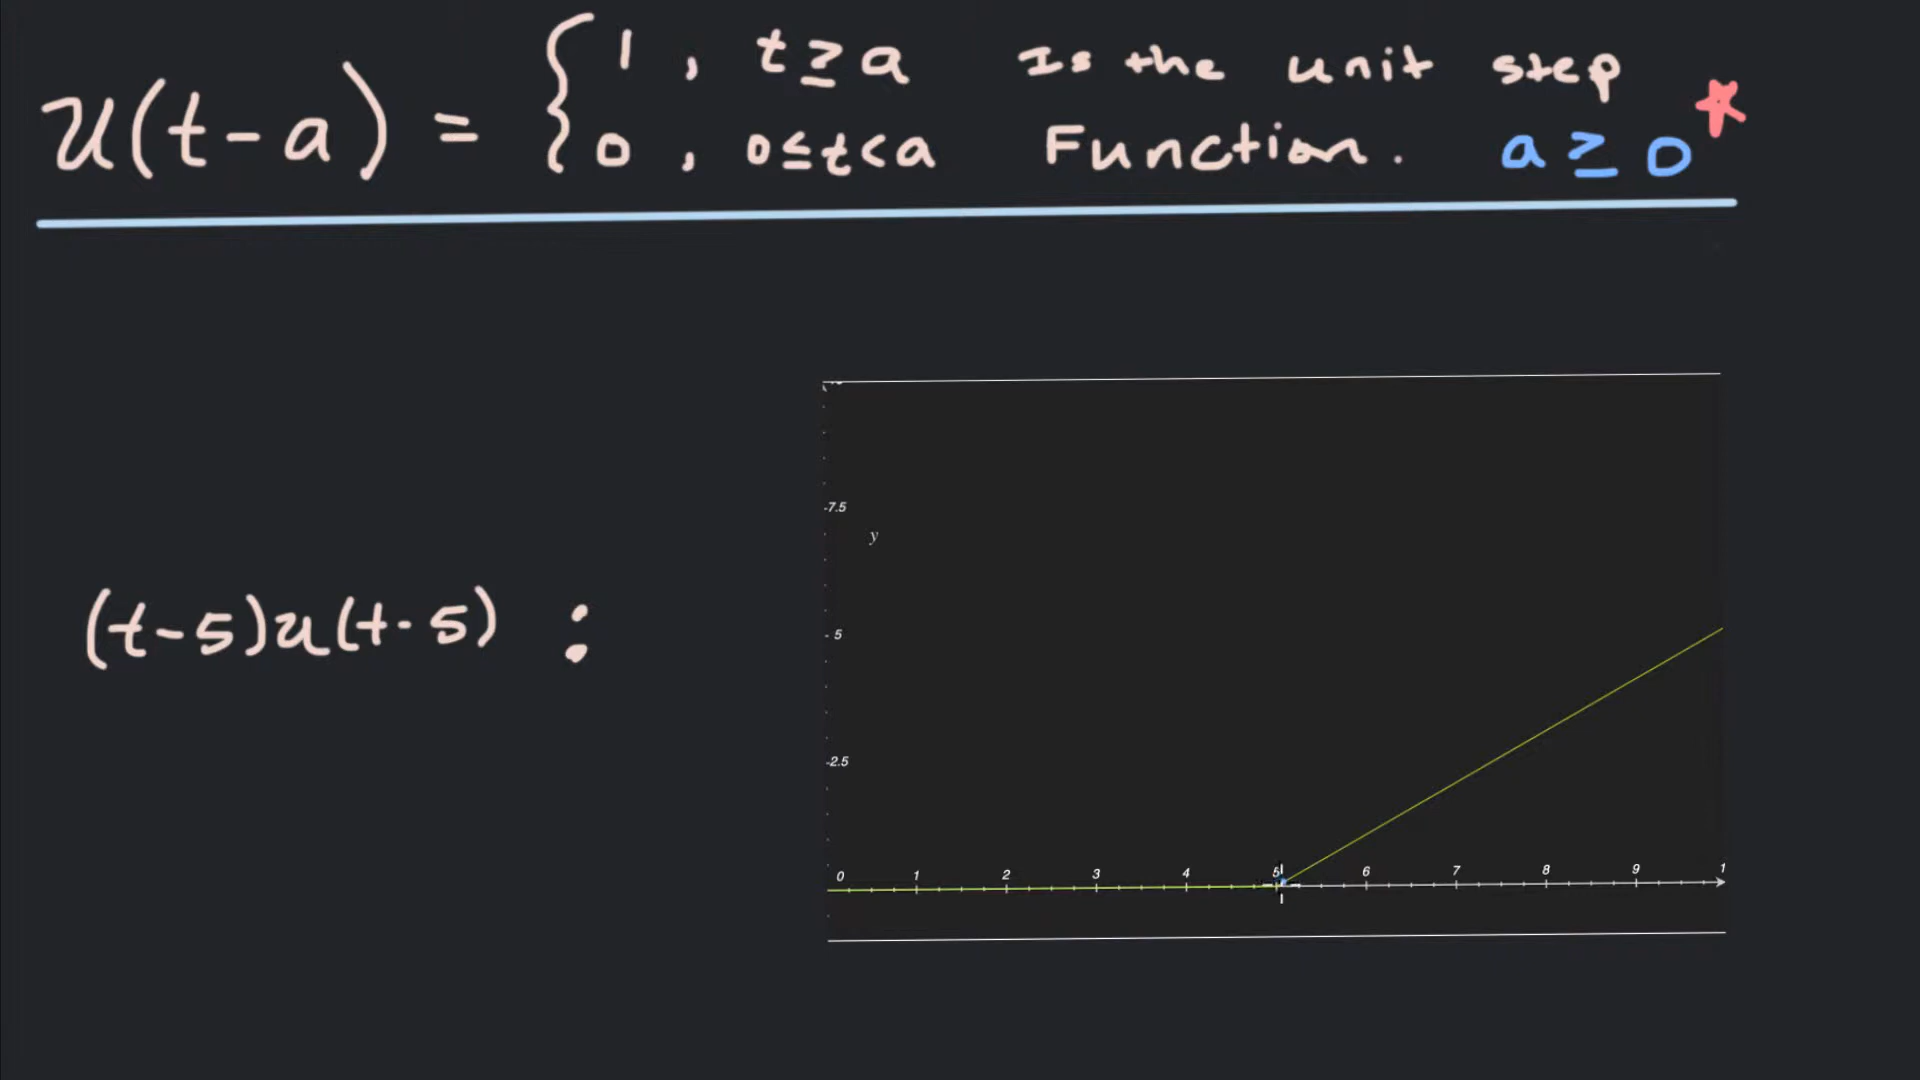 u(t-a) = { 1 , t≥a Is the unit step
0 , 0≤t<a Function. a≥0*
(t-5)u(t-5) :
-7.5
y
- 5
-2.5
0 1 2 3 4 5 6 7 8 9 1